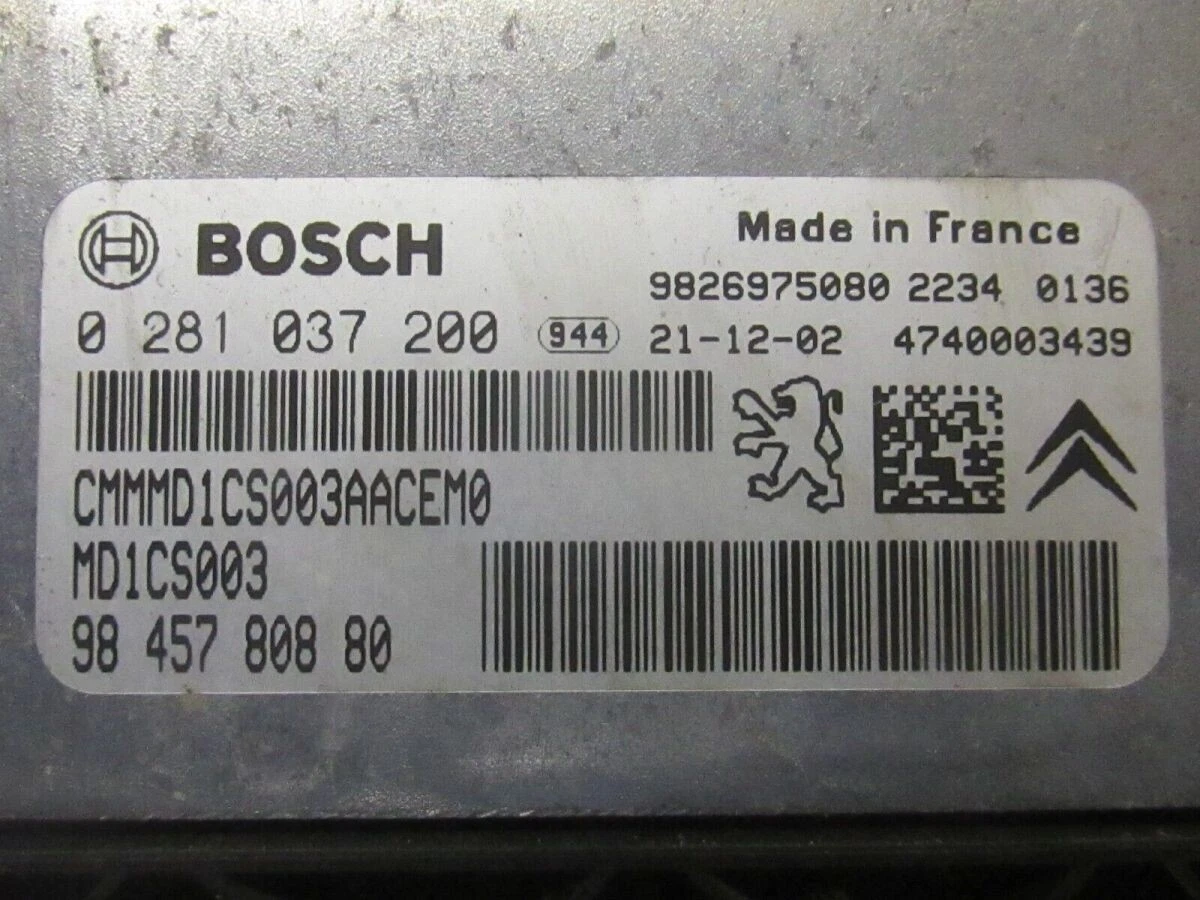 BOSCH
Made in France
9826975080 2234 0136
0 281 037 200 944 21-12-02 4740003439
CMMMD1CS003AACEM0
MD1CS003
98 457 808 80